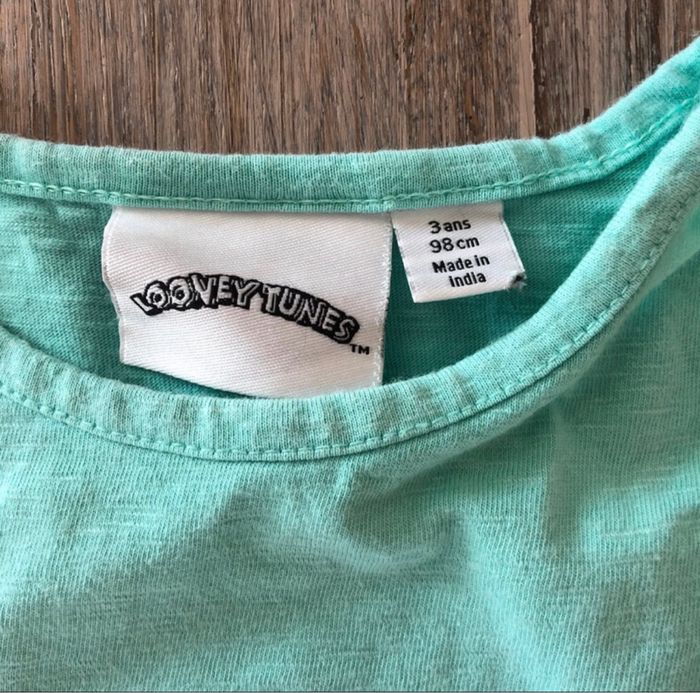 LOONEY TUNES
TM
3 ans
98 cm
Made in
india